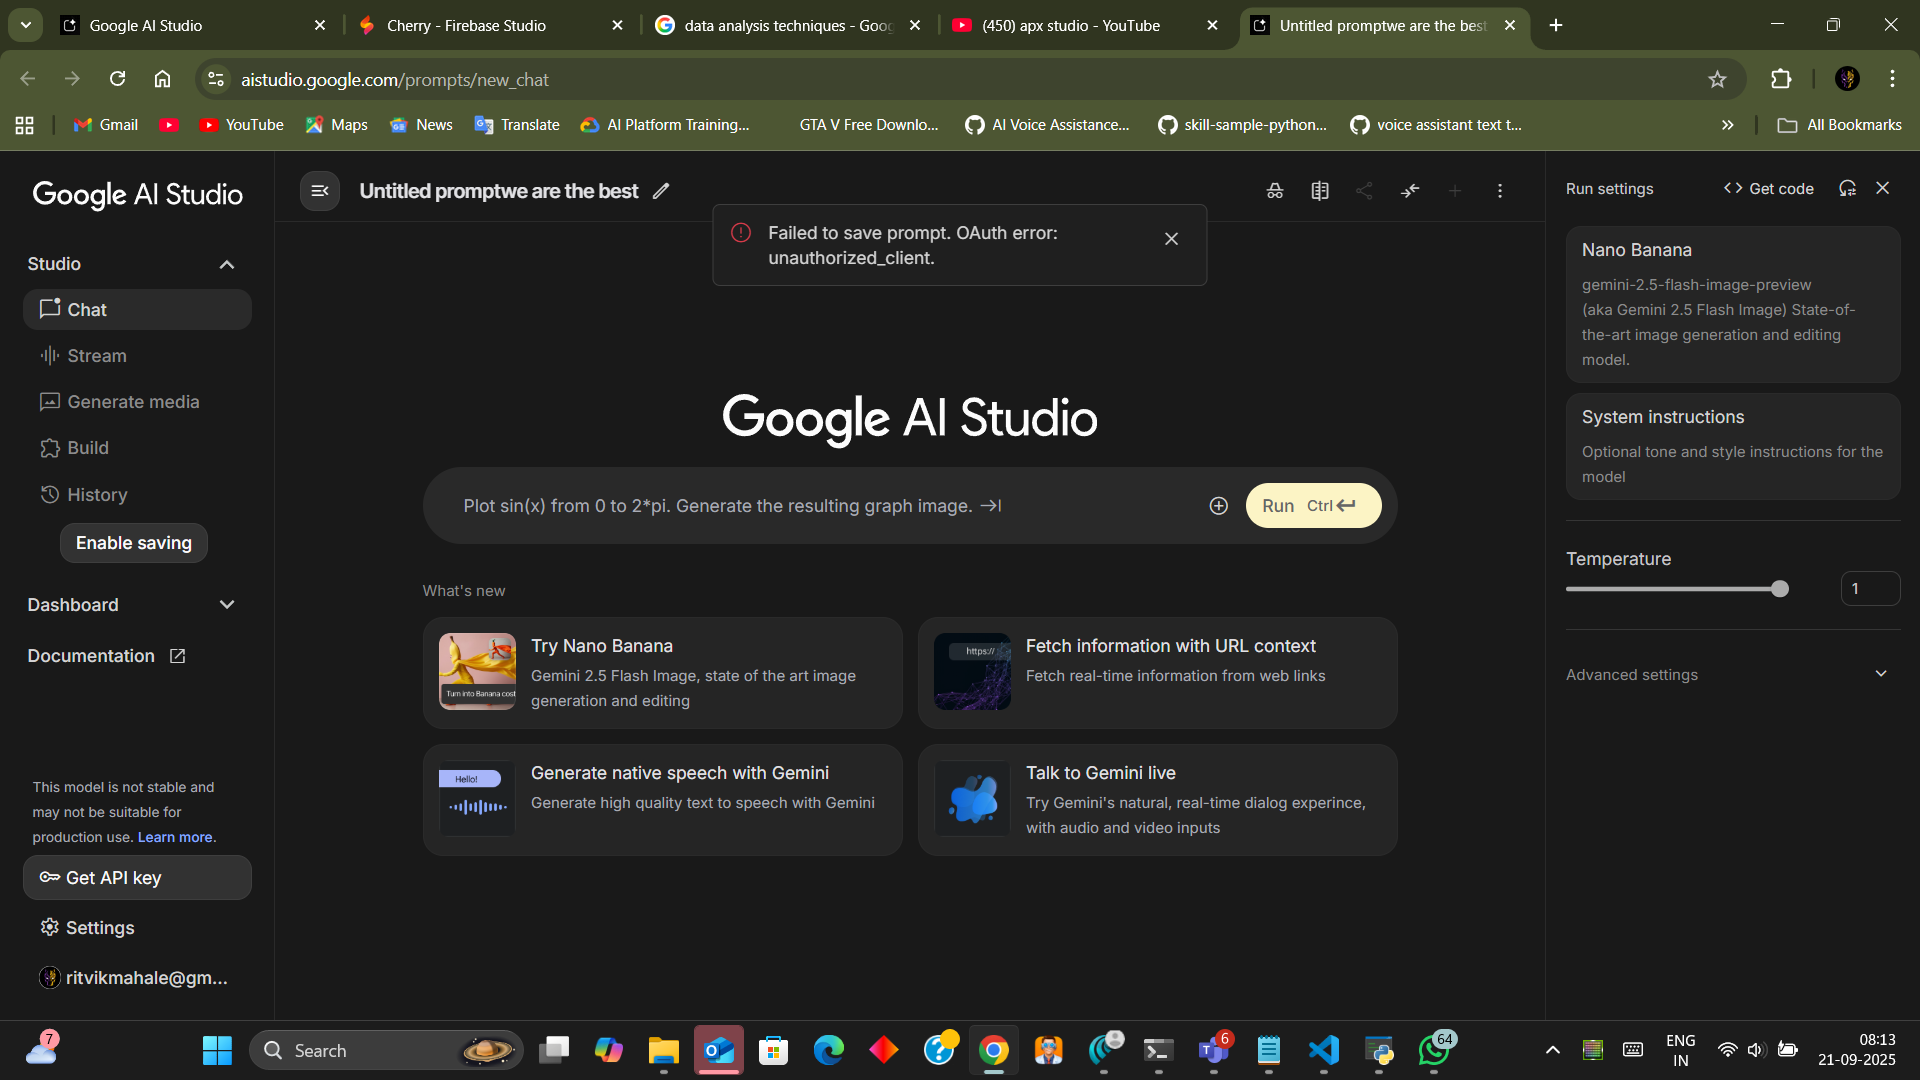 Google AI Studio
Cherry - Firebase Studio
data analysis techniques - Goog
(450) apx studio - YouTube
Untitled promptwe are the best
aistudio.google.com/prompts/new_chat
Gmail
YouTube
Maps
News
Translate
AI Platform Training...
GTA V Free Downlo...
AI Voice Assistance...
skill-sample-python...
voice assistant text t...
All Bookmarks
Google AI Studio
Studio
Chat
Stream
Generate media
Build
History
Enable saving
Dashboard
Documentation
This model is not stable and
may not be suitable for
production use. Learn more.
Get API key
Settings
ritvikmahale@gm...
Untitled promptwe are the best
Failed to save prompt. OAuth error:
unauthorized_client.
Google AI Studio
Plot sin(x) from 0 to 2*pi. Generate the resulting graph image.
Run Ctrl
What's new
Turn into Banana cost
Try Nano Banana
Gemini 2.5 Flash Image, state of the art image
generation and editing
https://
Fetch information with URL context
Fetch real-time information from web links
Hello!
Generate native speech with Gemini
Generate high quality text to speech with Gemini
Talk to Gemini live
Try Gemini's natural, real-time dialog experince,
with audio and video inputs
Run settings
<> Get code
Nano Banana
gemini-2.5-flash-image-preview
(aka Gemini 2.5 Flash Image) State-of-
the-art image generation and editing
model.
System instructions
Optional tone and style instructions for the
model
Temperature
1
Advanced settings
7
Search
6
64
ENG
IN
08:13
21-09-2025